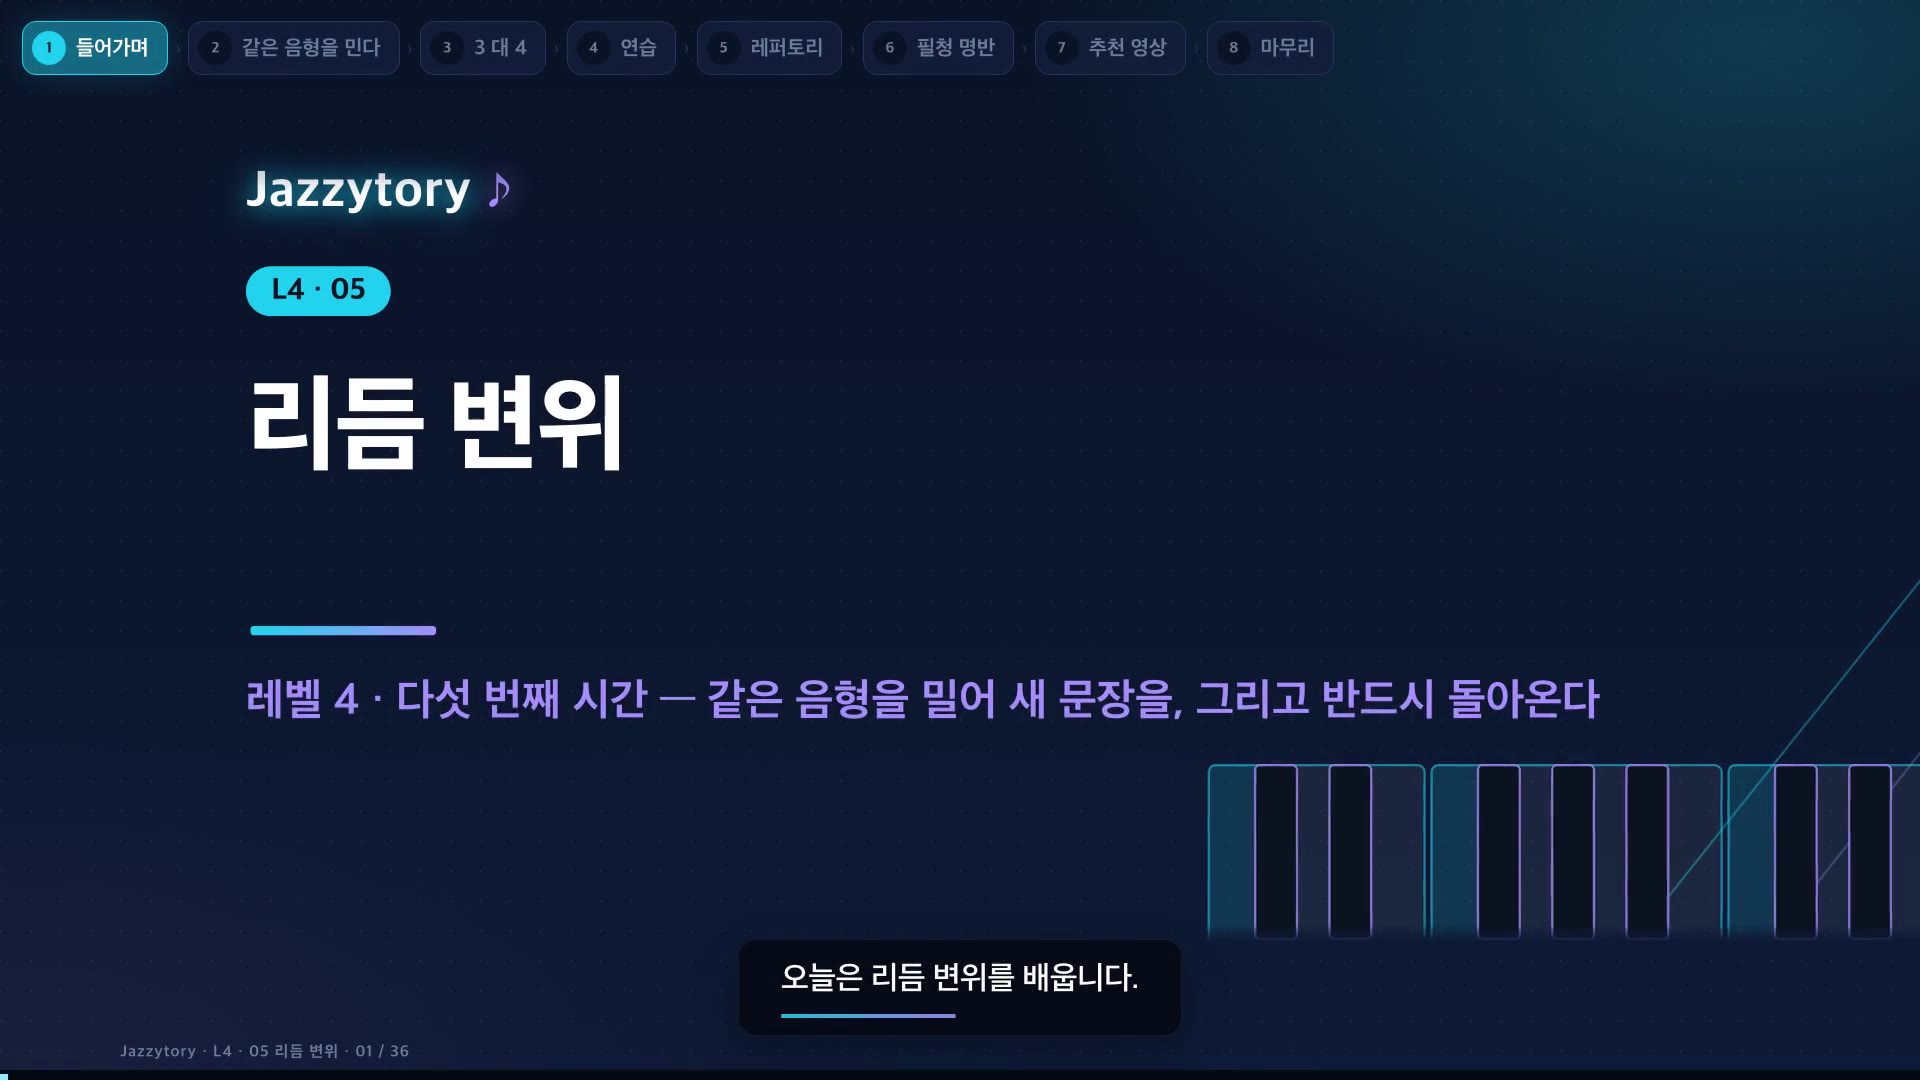 1 들어가며 › 2 같은 음형을 민다 › 3 3 대 4 › 4 연습 › 5 레퍼토리 › 6 필청 명반 › 7 추천 영상 › 8 마무리
Jazzytory ♪
L4 · 05
리듬 변위
레벨 4 · 다섯 번째 시간 — 같은 음형을 밀어 새 문장을, 그리고 반드시 돌아온다
오늘은 리듬 변위를 배웁니다.
Jazzytory · L4 · 05 리듬 변위 · 01 / 36